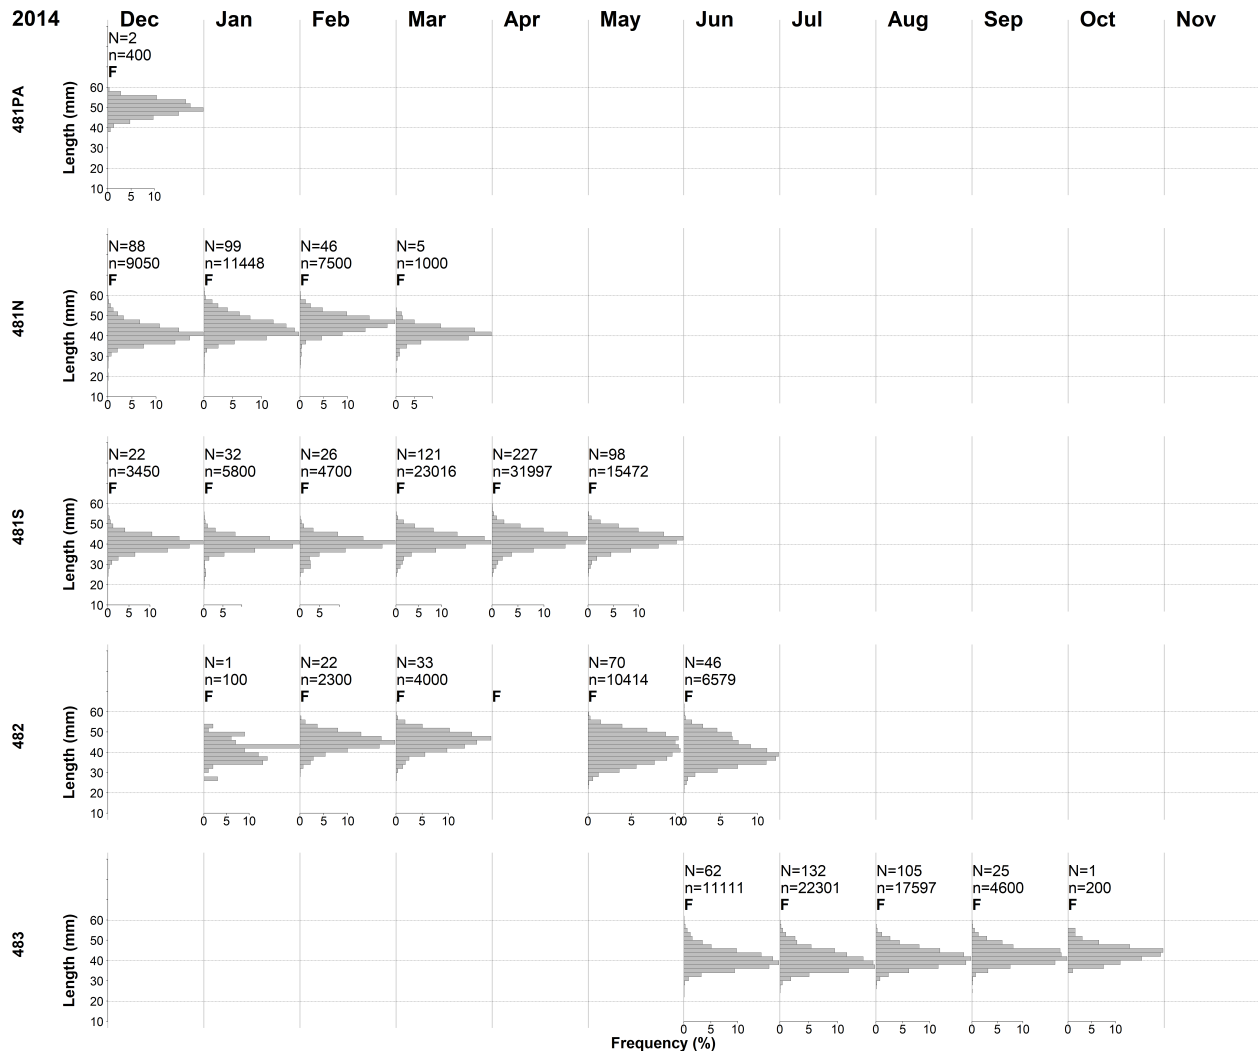 2014 Dec Jan Feb Mar Apr May Jun Jul Aug Sep Oct Nov
N=2
n=400
F
481PA
Length (mm)
60
50
40
30
20
10
0 5 10
N=88 N=99 N=46 N=5
n=9050 n=11448 n=7500 n=1000
F F F F
481N
Length (mm)
60
50
40
30
20
10
0 5 10 0 5 10 0 5 10 0 5
N=22 N=32 N=26 N=121 N=227 N=98
n=3450 n=5800 n=4700 n=23016 n=31997 n=15472
F F F F F F
481S
Length (mm)
60
50
40
30
20
10
0 5 10 0 5 0 5 0 5 10 0 5 10 0 5 10
N=1 N=22 N=33 N=70 N=46
n=100 n=2300 n=4000 n=10414 n=6579
F F F F F F
482
Length (mm)
60
50
40
30
20
10
0 5 10 0 5 10 0 5 10 0 5 10 0 5 10
N=62 N=132 N=105 N=25 N=1
n=11111 n=22301 n=17597 n=4600 n=200
F F F F F
483
Length (mm)
60
50
40
30
20
10
0 5 10 0 5 10 0 5 10 0 5 10 0 5 10
Frequency (%)